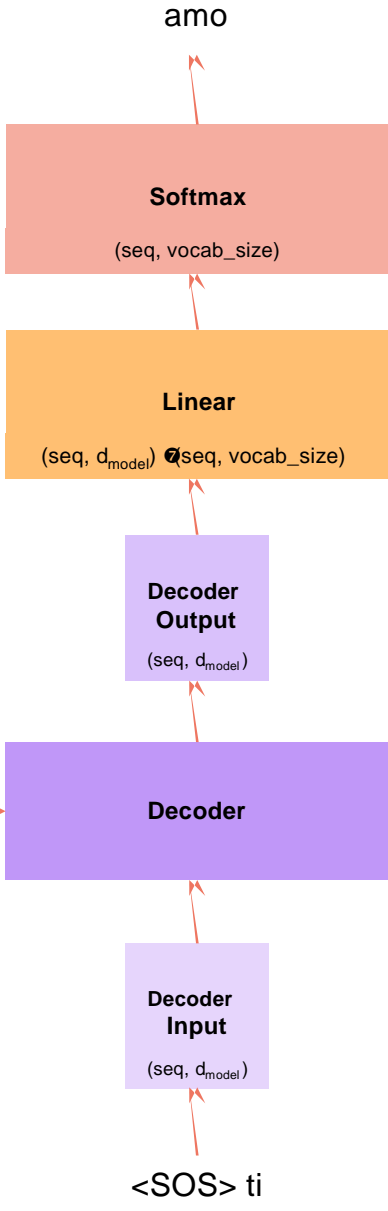 amo
Softmax
(seq, vocab_size)
Linear
(seq, dmodel) ❼(seq, vocab_size)
Decoder
Output
(seq, dmodel)
Decoder
Decoder
Input
(seq, dmodel)
<SOS> ti